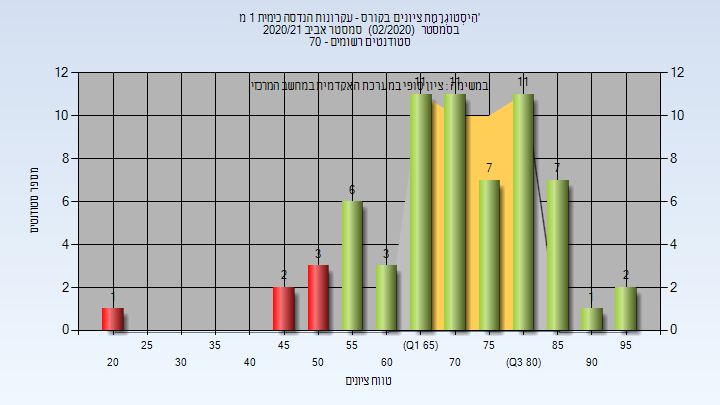 היסטוגרמת ציונים בקורס - עקרונות הנדסה כימית 1 מ'
בסמסטר (02/2020) סמסטר אביב 2020/21
סטודנטים רשומים - 70
במשימה : ציון סופי במערכת האקדמית במחשב המרכזי
מספר סטודנטים
12 12
10 10
8 8
6 6
4 4
2 2
0 0
1 2 3 6 3 11 11 7 11 7 1 2
25 35 45 55 (Q1 65) 75 85 95
20 30 40 50 60 70 (Q3 80) 90
טווח ציונים